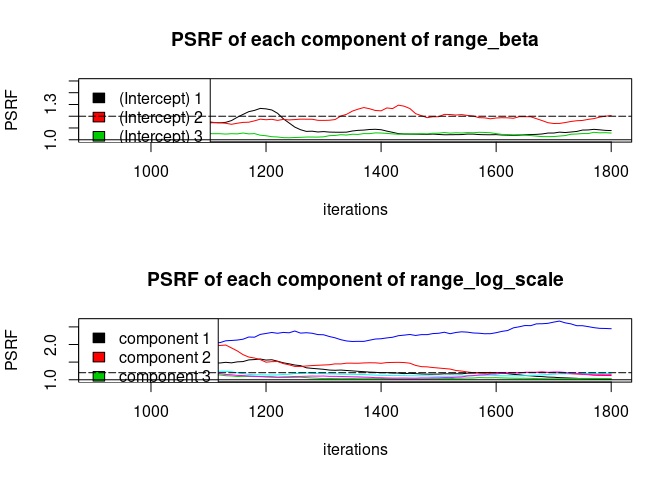 PSRF of each component of range_beta
PSRF
1.0 1.3
(Intercept) 1
(Intercept) 2
(Intercept) 3
1000 1200 1400 1600 1800
iterations
PSRF of each component of range_log_scale
PSRF
1.0 2.0
component 1
component 2
component 3
1000 1200 1400 1600 1800
iterations